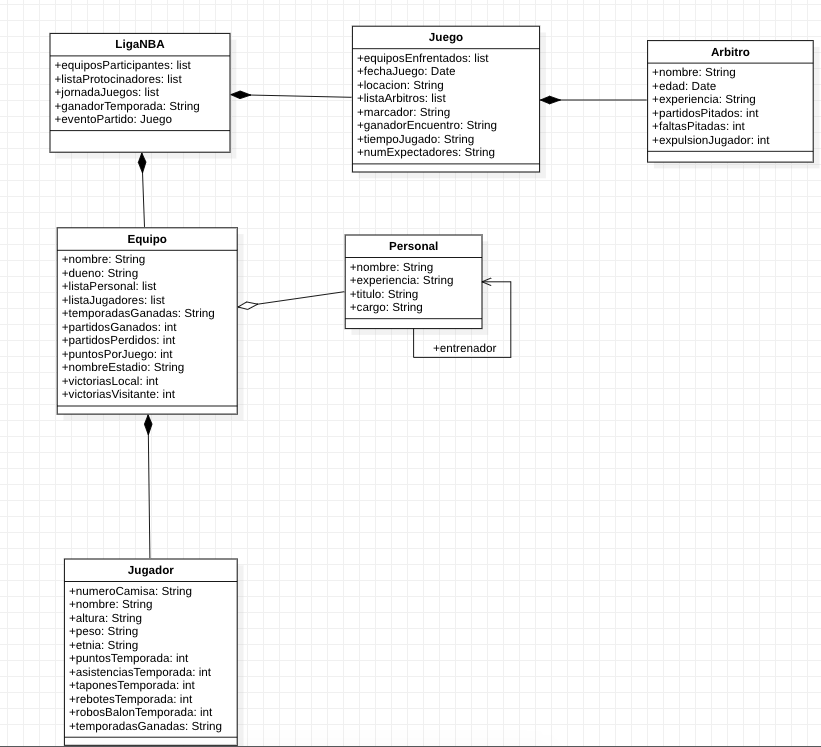 LigaNBA
+equiposParticipantes: list
+listaProtocinadores: list
+jornadaJuegos: list
+ganadorTemporada: String
+eventoPartido: Juego
Juego
+equiposEnfrentados: list
+fechaJuego: Date
+locacion: String
+listaArbitros: list
+marcador: String
+ganadorEncuentro: String
+tiempoJugado: String
+numExpectadores: String
Arbitro
+nombre: String
+edad: Date
+experiencia: String
+partidosPitados: int
+faltasPitadas: int
+expulsionJugador: int
Equipo
+nombre: String
+dueno: String
+listaPersonal: list
+listaJugadores: list
+temporadasGanadas: String
+partidosGanados: int
+partidosPerdidos: int
+puntosPorJuego: int
+nombreEstadio: String
+victoriasLocal: int
+victoriasVisitante: int
Personal
+nombre: String
+experiencia: String
+titulo: String
+cargo: String
+entrenador
Jugador
+numeroCamisa: String
+nombre: String
+altura: String
+peso: String
+etnia: String
+puntosTemporada: int
+asistenciasTemporada: int
+taponesTemporada: int
+rebotesTemporada: int
+robosBalonTemporada: int
+temporadasGanadas: String